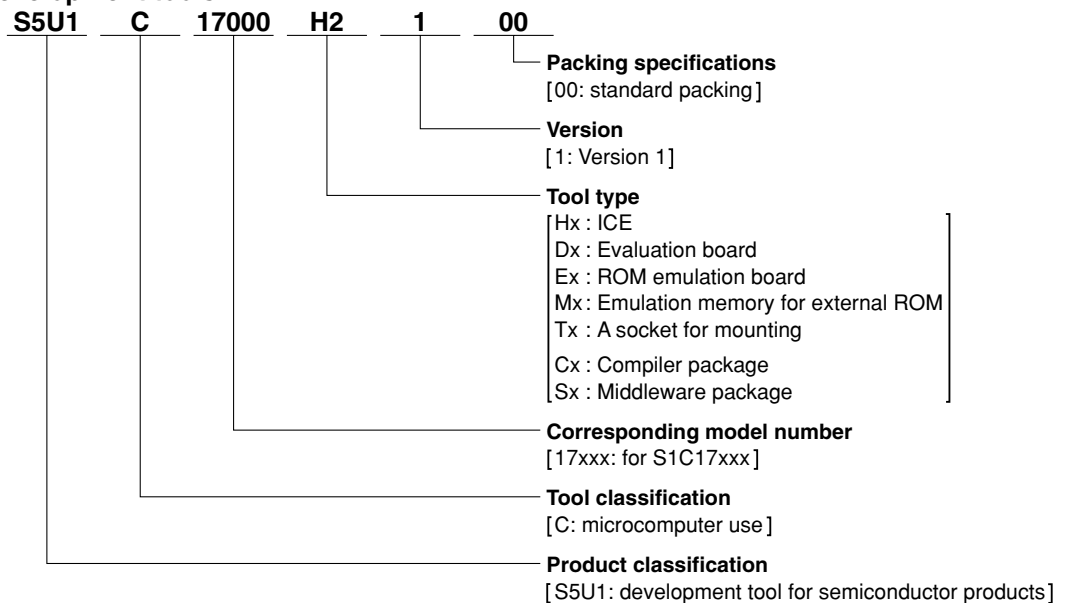 S5U1 C 17000 H2 1 00
Packing specifications
[00: standard packing]
Version
[1: Version 1]
Tool type
Hx : ICE
Dx : Evaluation board
Ex : ROM emulation board
Mx : Emulation memory for external ROM
Tx : A socket for mounting
Cx : Compiler package
Sx : Middleware package
Corresponding model number
[17xxx: for S1C17xxx]
Tool classification
[C: microcomputer use]
Product classification
[S5U1: development tool for semiconductor products]